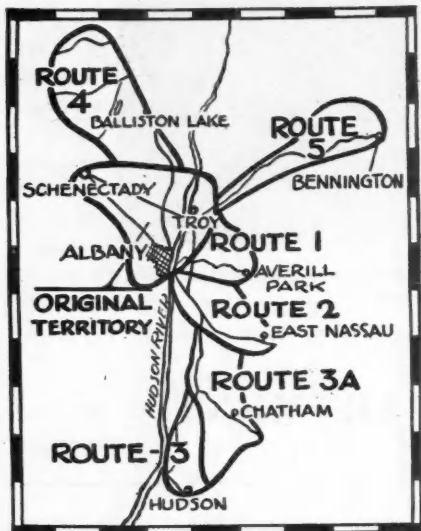 ROUTE
4
BALLISTON LAKE
ROUTE
5
BENNINGTON
SCHENECTADY
TROY
ALBANY
ROUTE 1
AVERILL
PARK
ORIGINAL
TERRITORY
ROUTE 2
EAST NASSAU
HUDSON RIVER
ROUTE 3A
CHATHAM
ROUTE-3
HUDSON